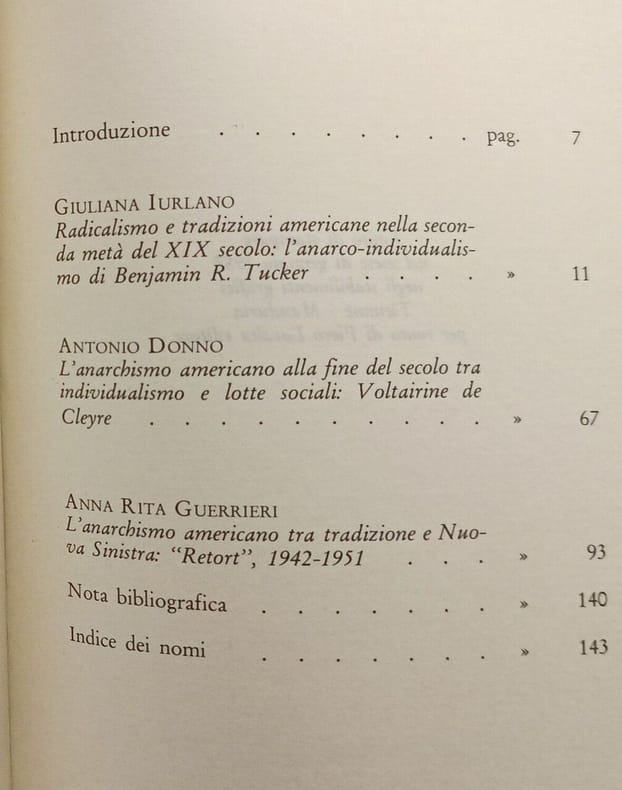 Introduzione . . . . . . . . pag. 7
GIULIANA IURLANO
Radicalismo e tradizioni americane nella secon-
da metà del XIX secolo: l'anarco-individualis-
mo di Benjamin R. Tucker . . . . . » 11
ANTONIO DONNO
L'anarchismo americano alla fine del secolo tra
individualismo e lotte sociali: Voltairine de
Cleyre . . . . . . . . . . » 67
ANNA RITA GUERRIERI
L'anarchismo americano tra tradizione e Nuo-
va Sinistra: "Retort", 1942-1951 . . . » 93
Nota bibliografica . . . . . . . » 140
Indice dei nomi . . . . . . . » 143